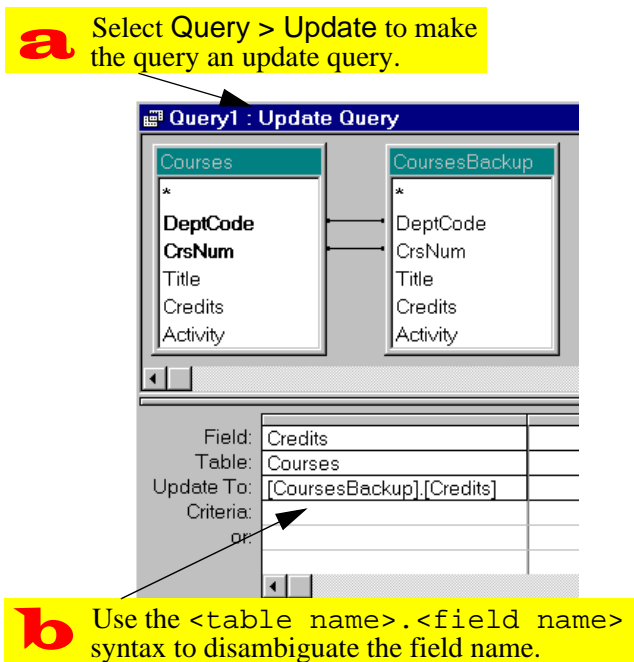 a Select Query > Update to make
the query an update query.
Query1 : Update Query
Courses CoursesBackup
* *
DeptCode DeptCode
CrsNum CrsNum
Title Title
Credits Credits
Activity Activity
Field: Credits
Table: Courses
Update To: [CoursesBackup].[Credits]
Criteria:
or:
b Use the <table name>.<field name>
syntax to disambiguate the field name.